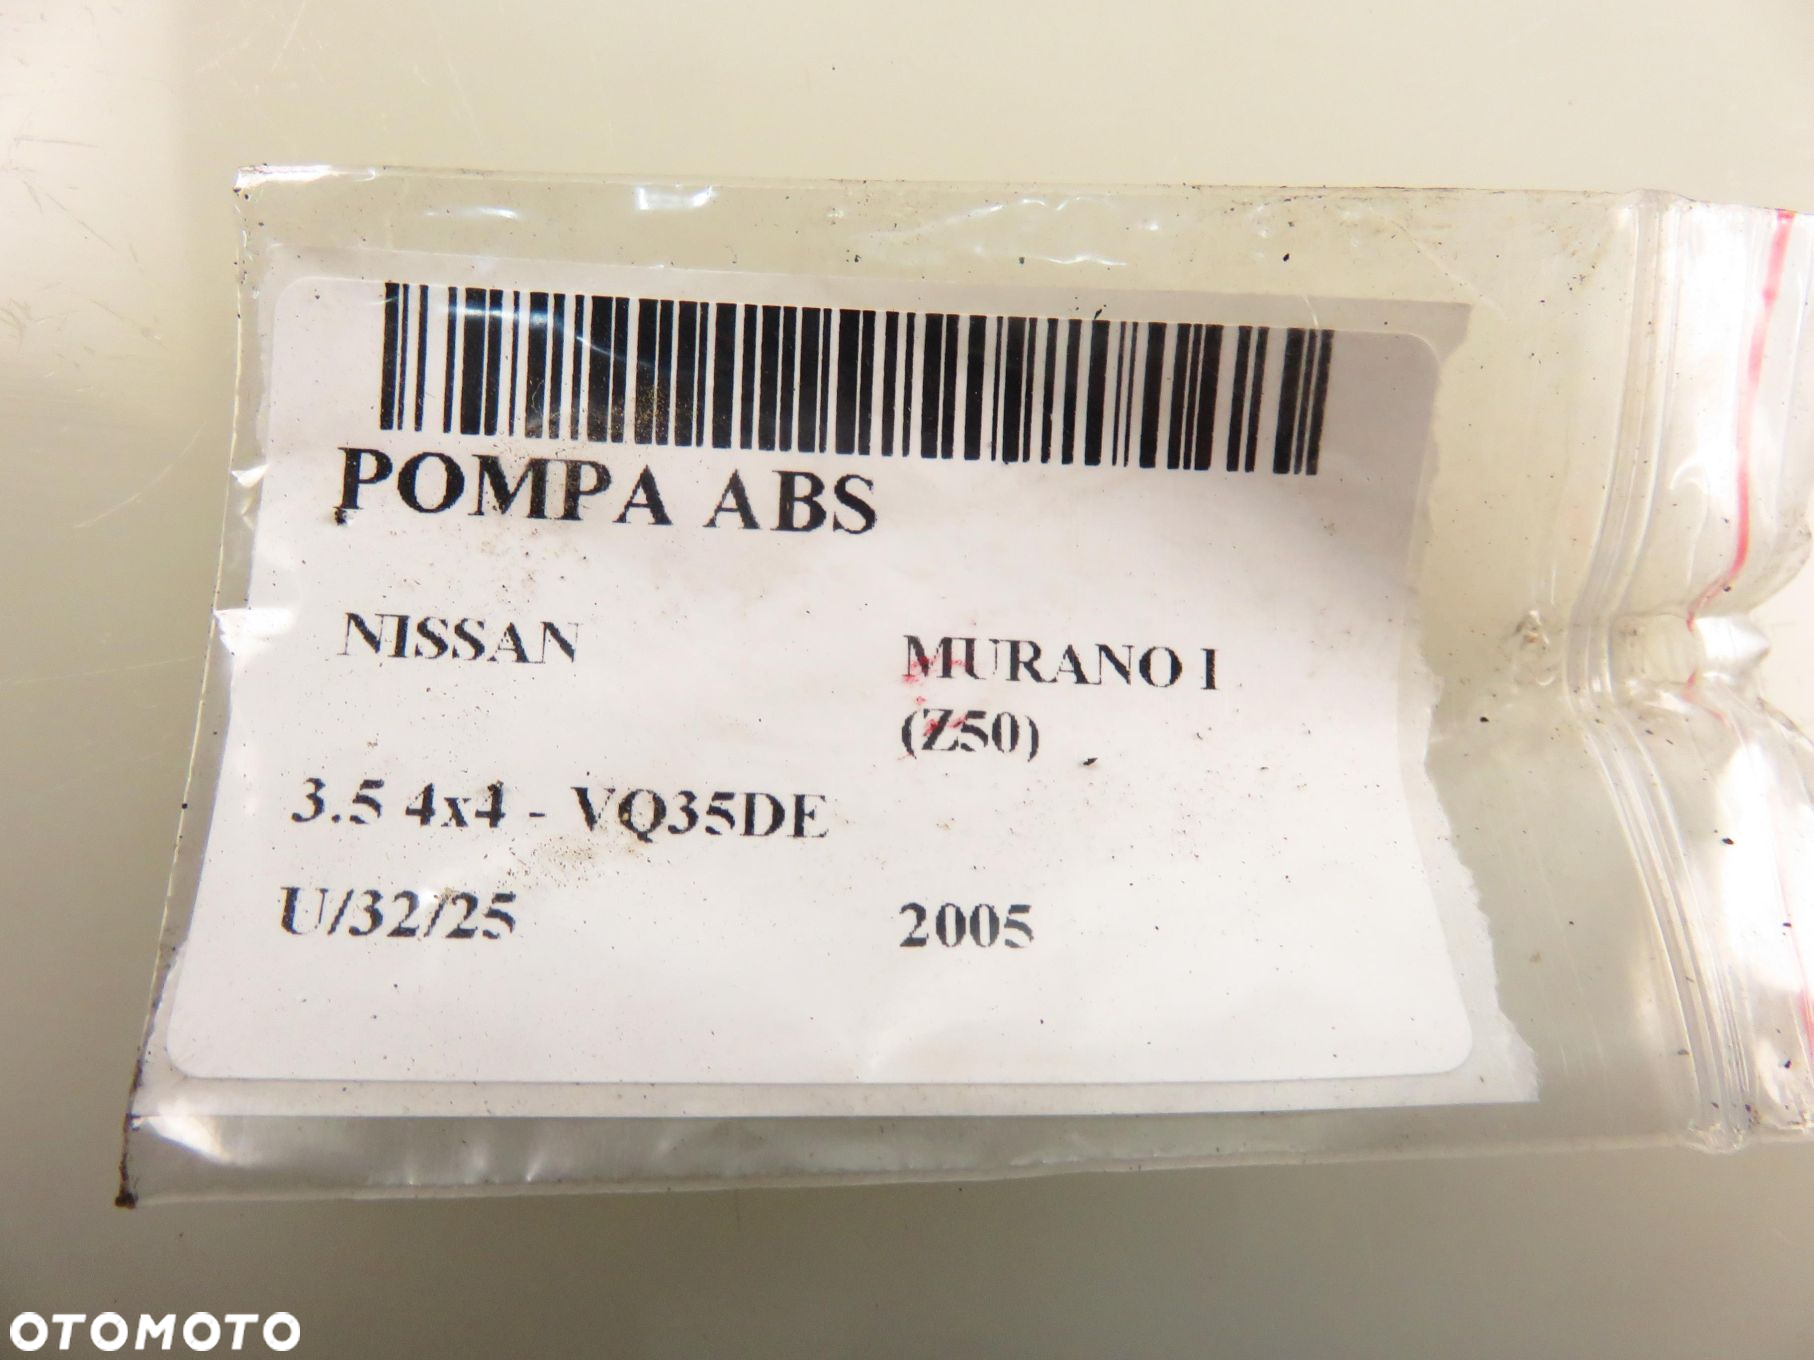 POMPA ABS
NISSAN
MURANO I
(Z50)
3.5 4x4 - VQ35DE
U/32/25
2005
OTOMOTO